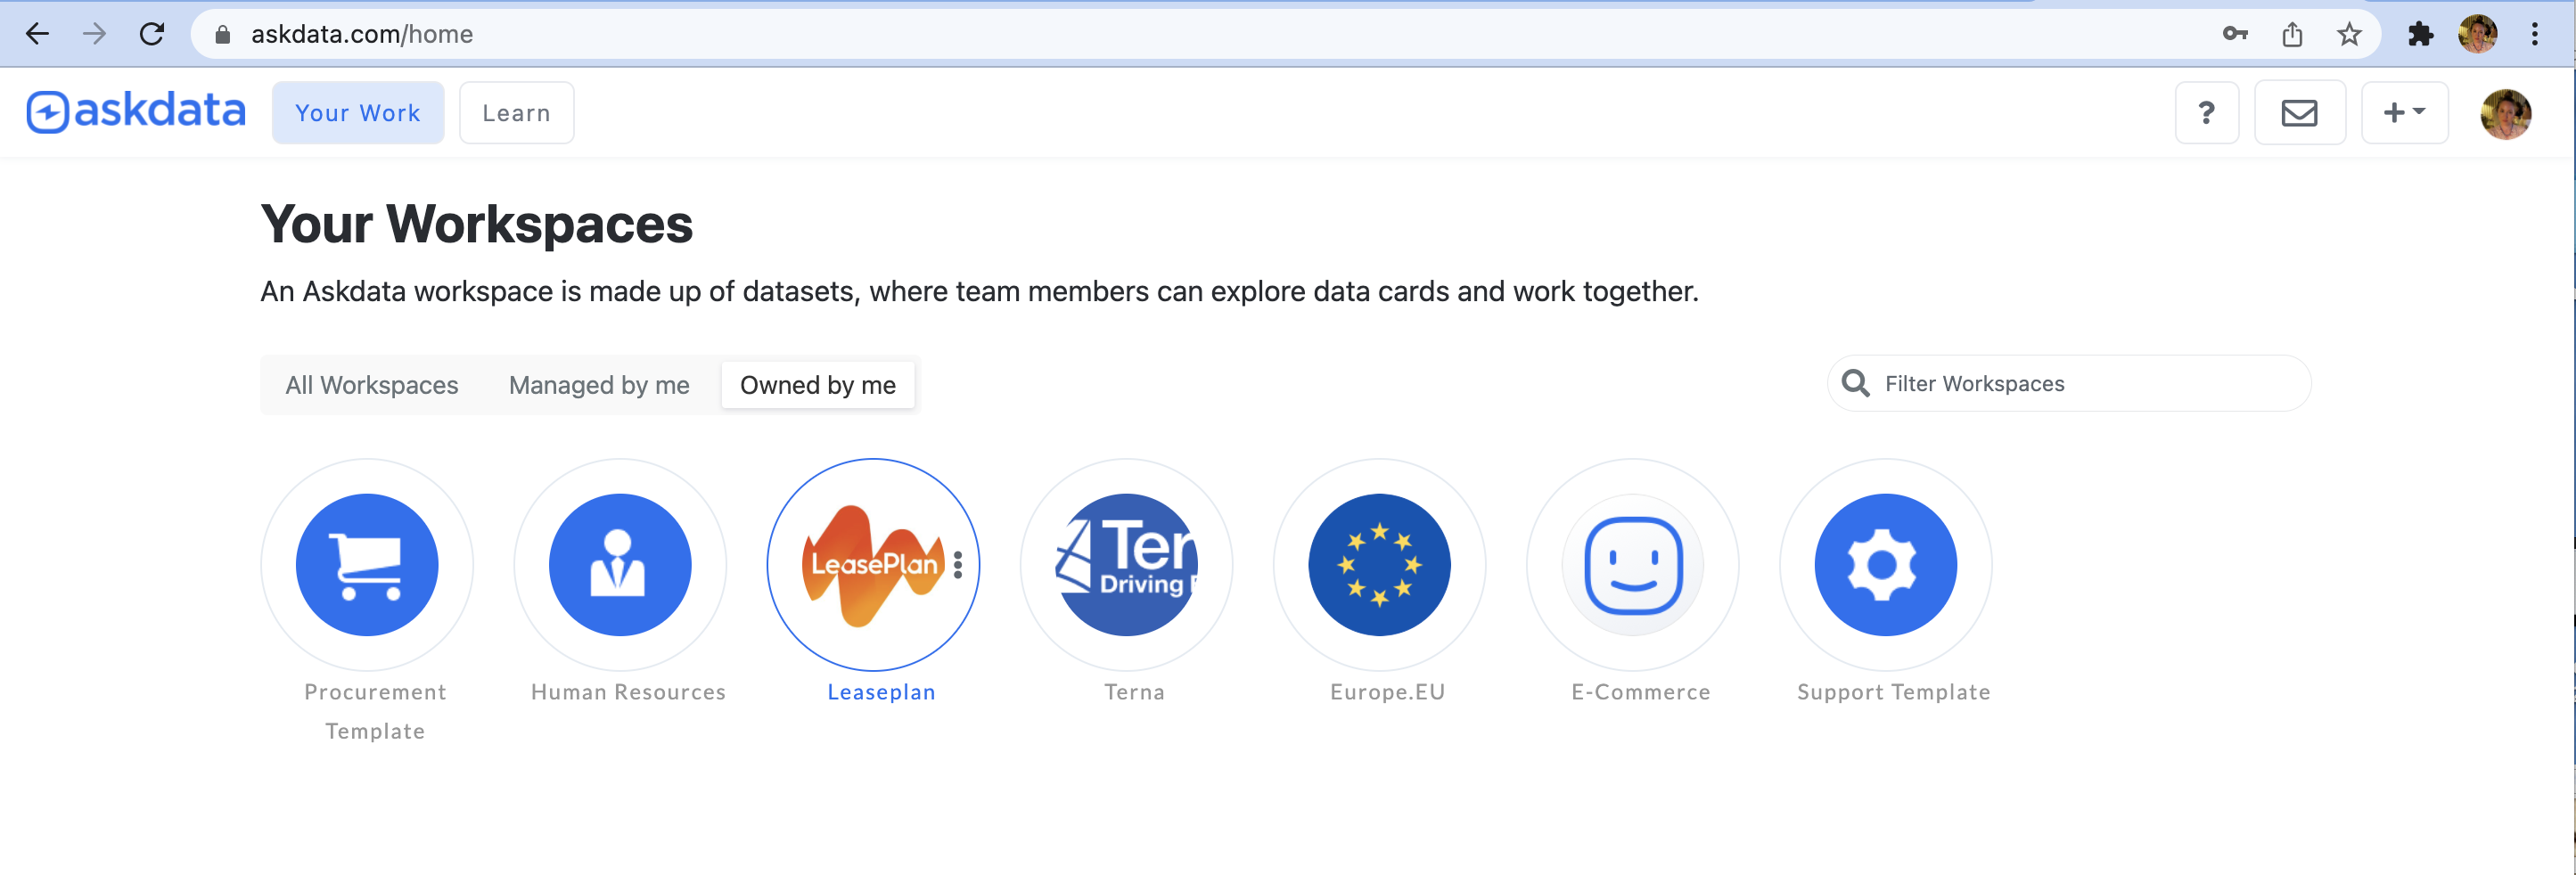 askdata.com/home
askdata
Your Work
Learn
?
Your Workspaces
An Askdata workspace is made up of datasets, where team members can explore data cards and work together.
All Workspaces
Managed by me
Owned by me
Filter Workspaces
LeasePlan
Ter
Driving
Procurement
Template
Human Resources
Leaseplan
Terna
Europe.EU
E-Commerce
Support Template